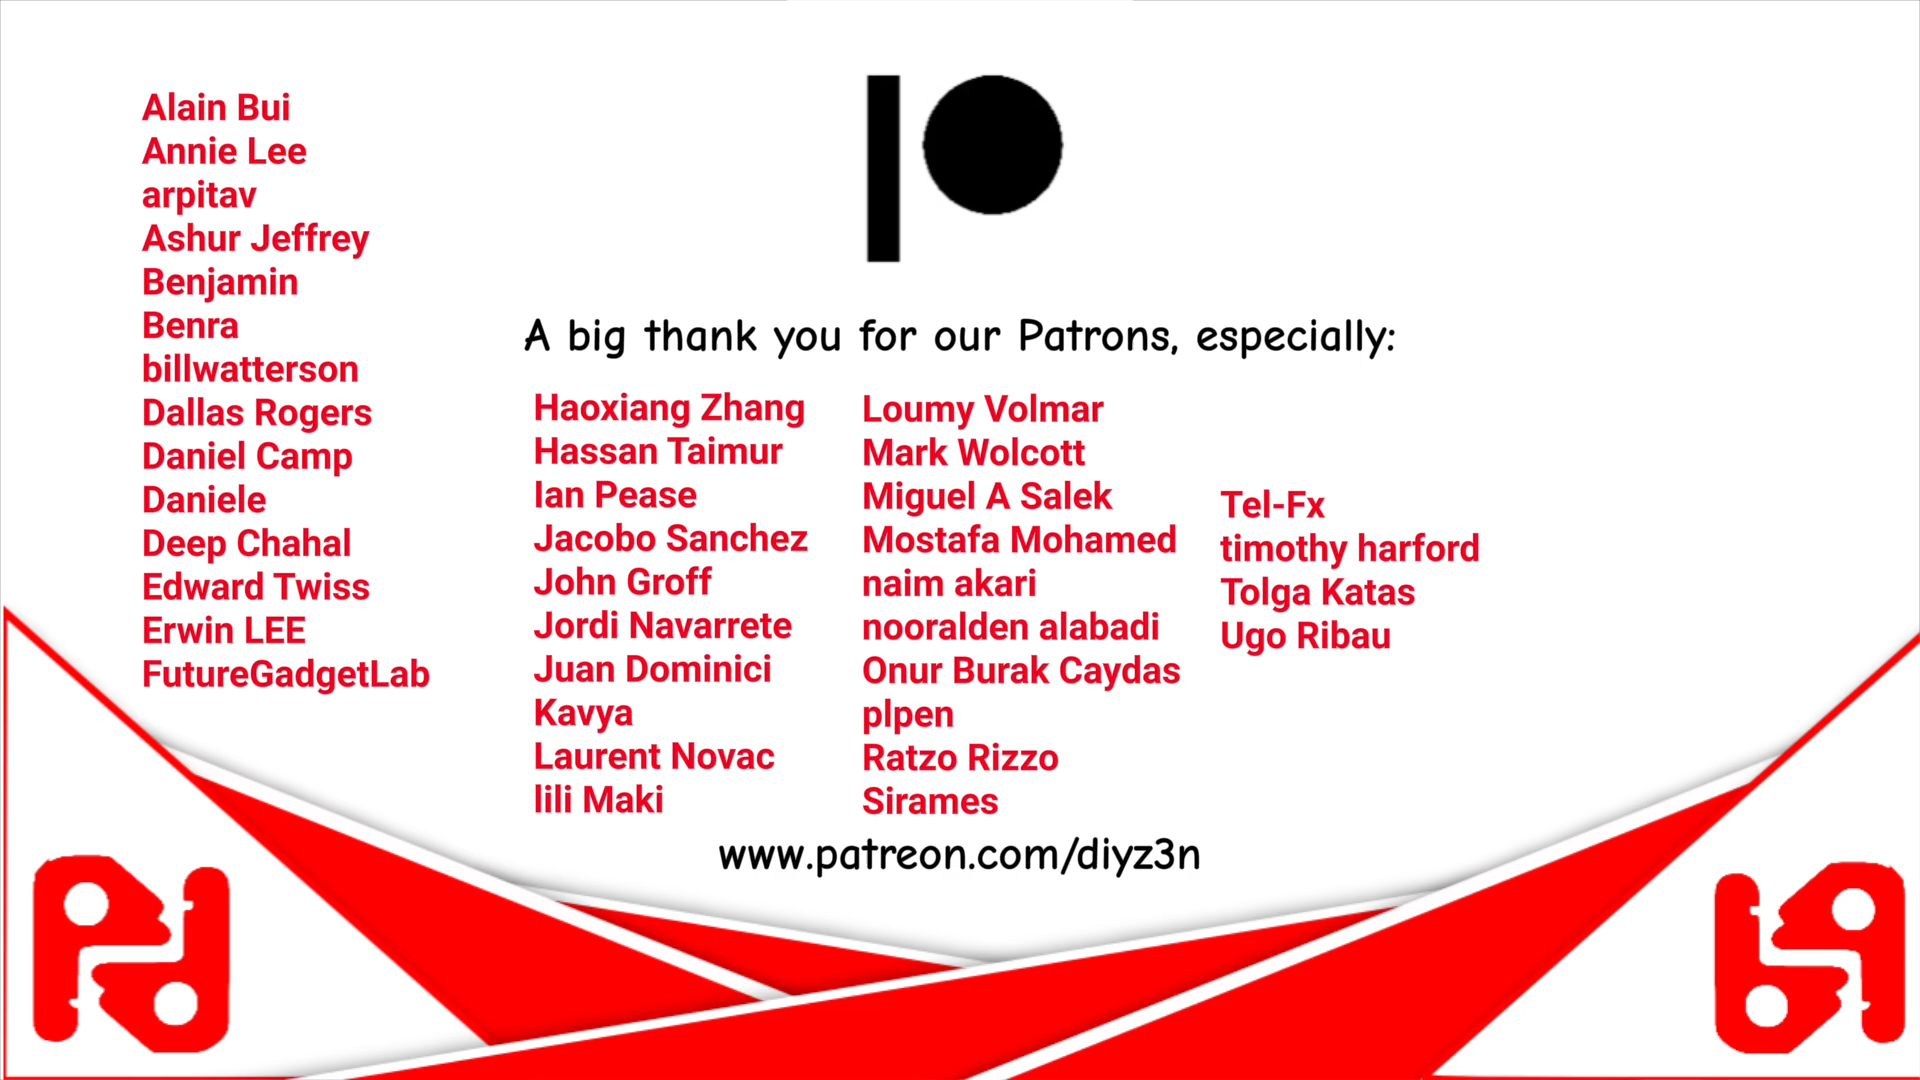 Alain Bui
Annie Lee
arpitav
Ashur Jeffrey
Benjamin
Benra
billwatterson
Dallas Rogers
Daniel Camp
Daniele
Deep Chahal
Edward Twiss
Erwin LEE
FutureGadgetLab
A big thank you for our Patrons, especially:
Haoxiang Zhang
Hassan Taimur
Ian Pease
Jacobo Sanchez
John Groff
Jordi Navarrete
Juan Dominici
Kavya
Laurent Novac
lili Maki
Loumy Volmar
Mark Wolcott
Miguel A Salek
Mostafa Mohamed
naim akari
nooralden alabadi
Onur Burak Caydas
plpen
Ratzo Rizzo
Sirames
Tel-Fx
timothy harford
Tolga Katas
Ugo Ribau
www.patreon.com/diyz3n